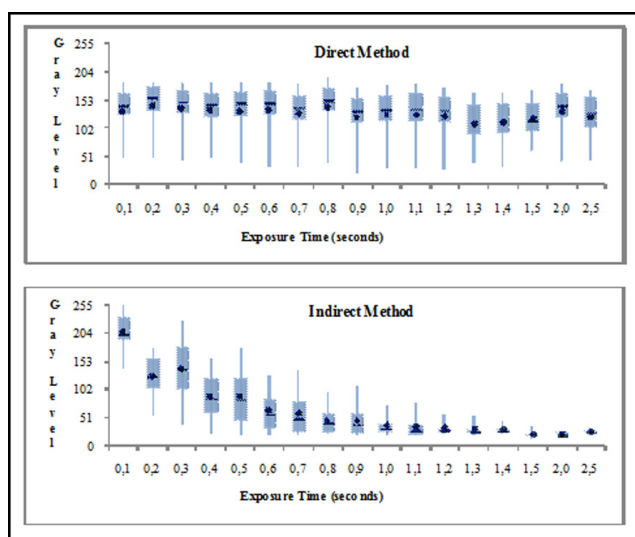 Direct Method
Gray Level
255
204
153
102
51
0
0,1 0,2 0,3 0,4 0,5 0,6 0,7 0,8 0,9 1,0 1,1 1,2 1,3 1,4 1,5 2,0 2,5
Exposure Time (seconds)
Indirect Method
Gray Level
255
204
153
102
51
0
0,1 0,2 0,3 0,4 0,5 0,6 0,7 0,8 0,9 1,0 1,1 1,2 1,3 1,4 1,5 2,0 2,5
Exposure Time (seconds)